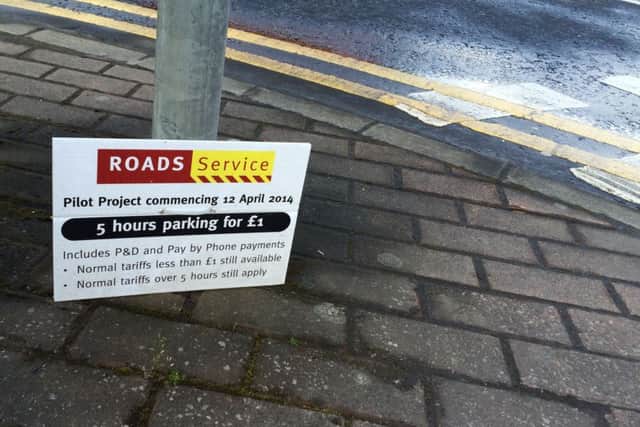 ROADS Service
Pilot Project commencing 12 April 2014
5 hours parking for £1
Includes P&D and Pay by Phone payments
• Normal tariffs less than £1 still available
• Normal tariffs over 5 hours still apply